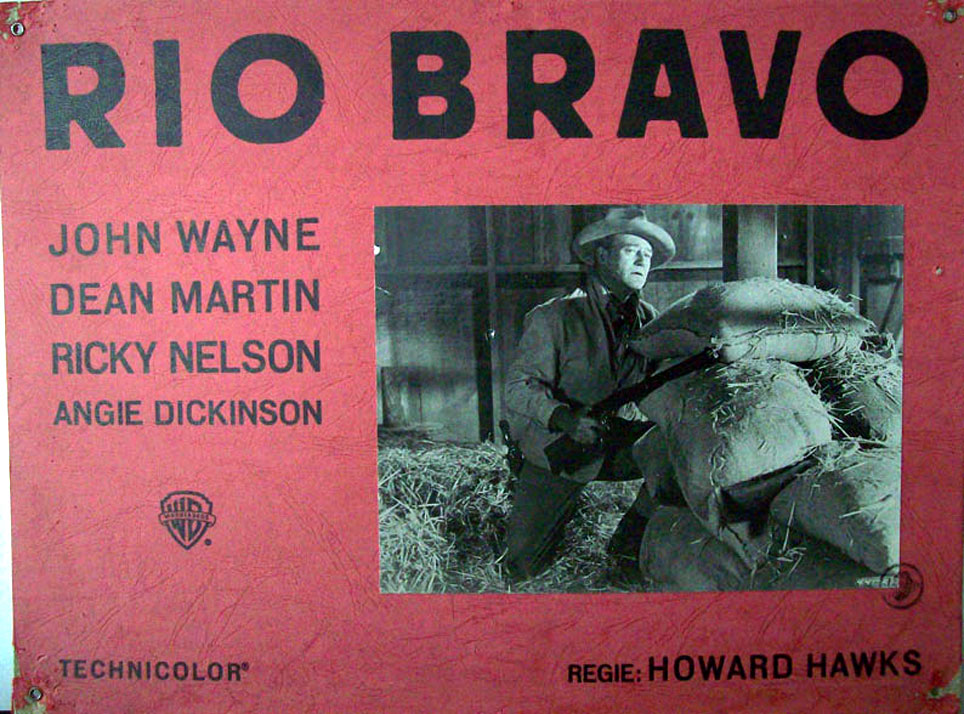 RIO BRAVO
JOHN WAYNE
DEAN MARTIN
RICKY NELSON
ANGIE DICKINSON
TECHNICOLOR®
REGIE: HOWARD HAWKS